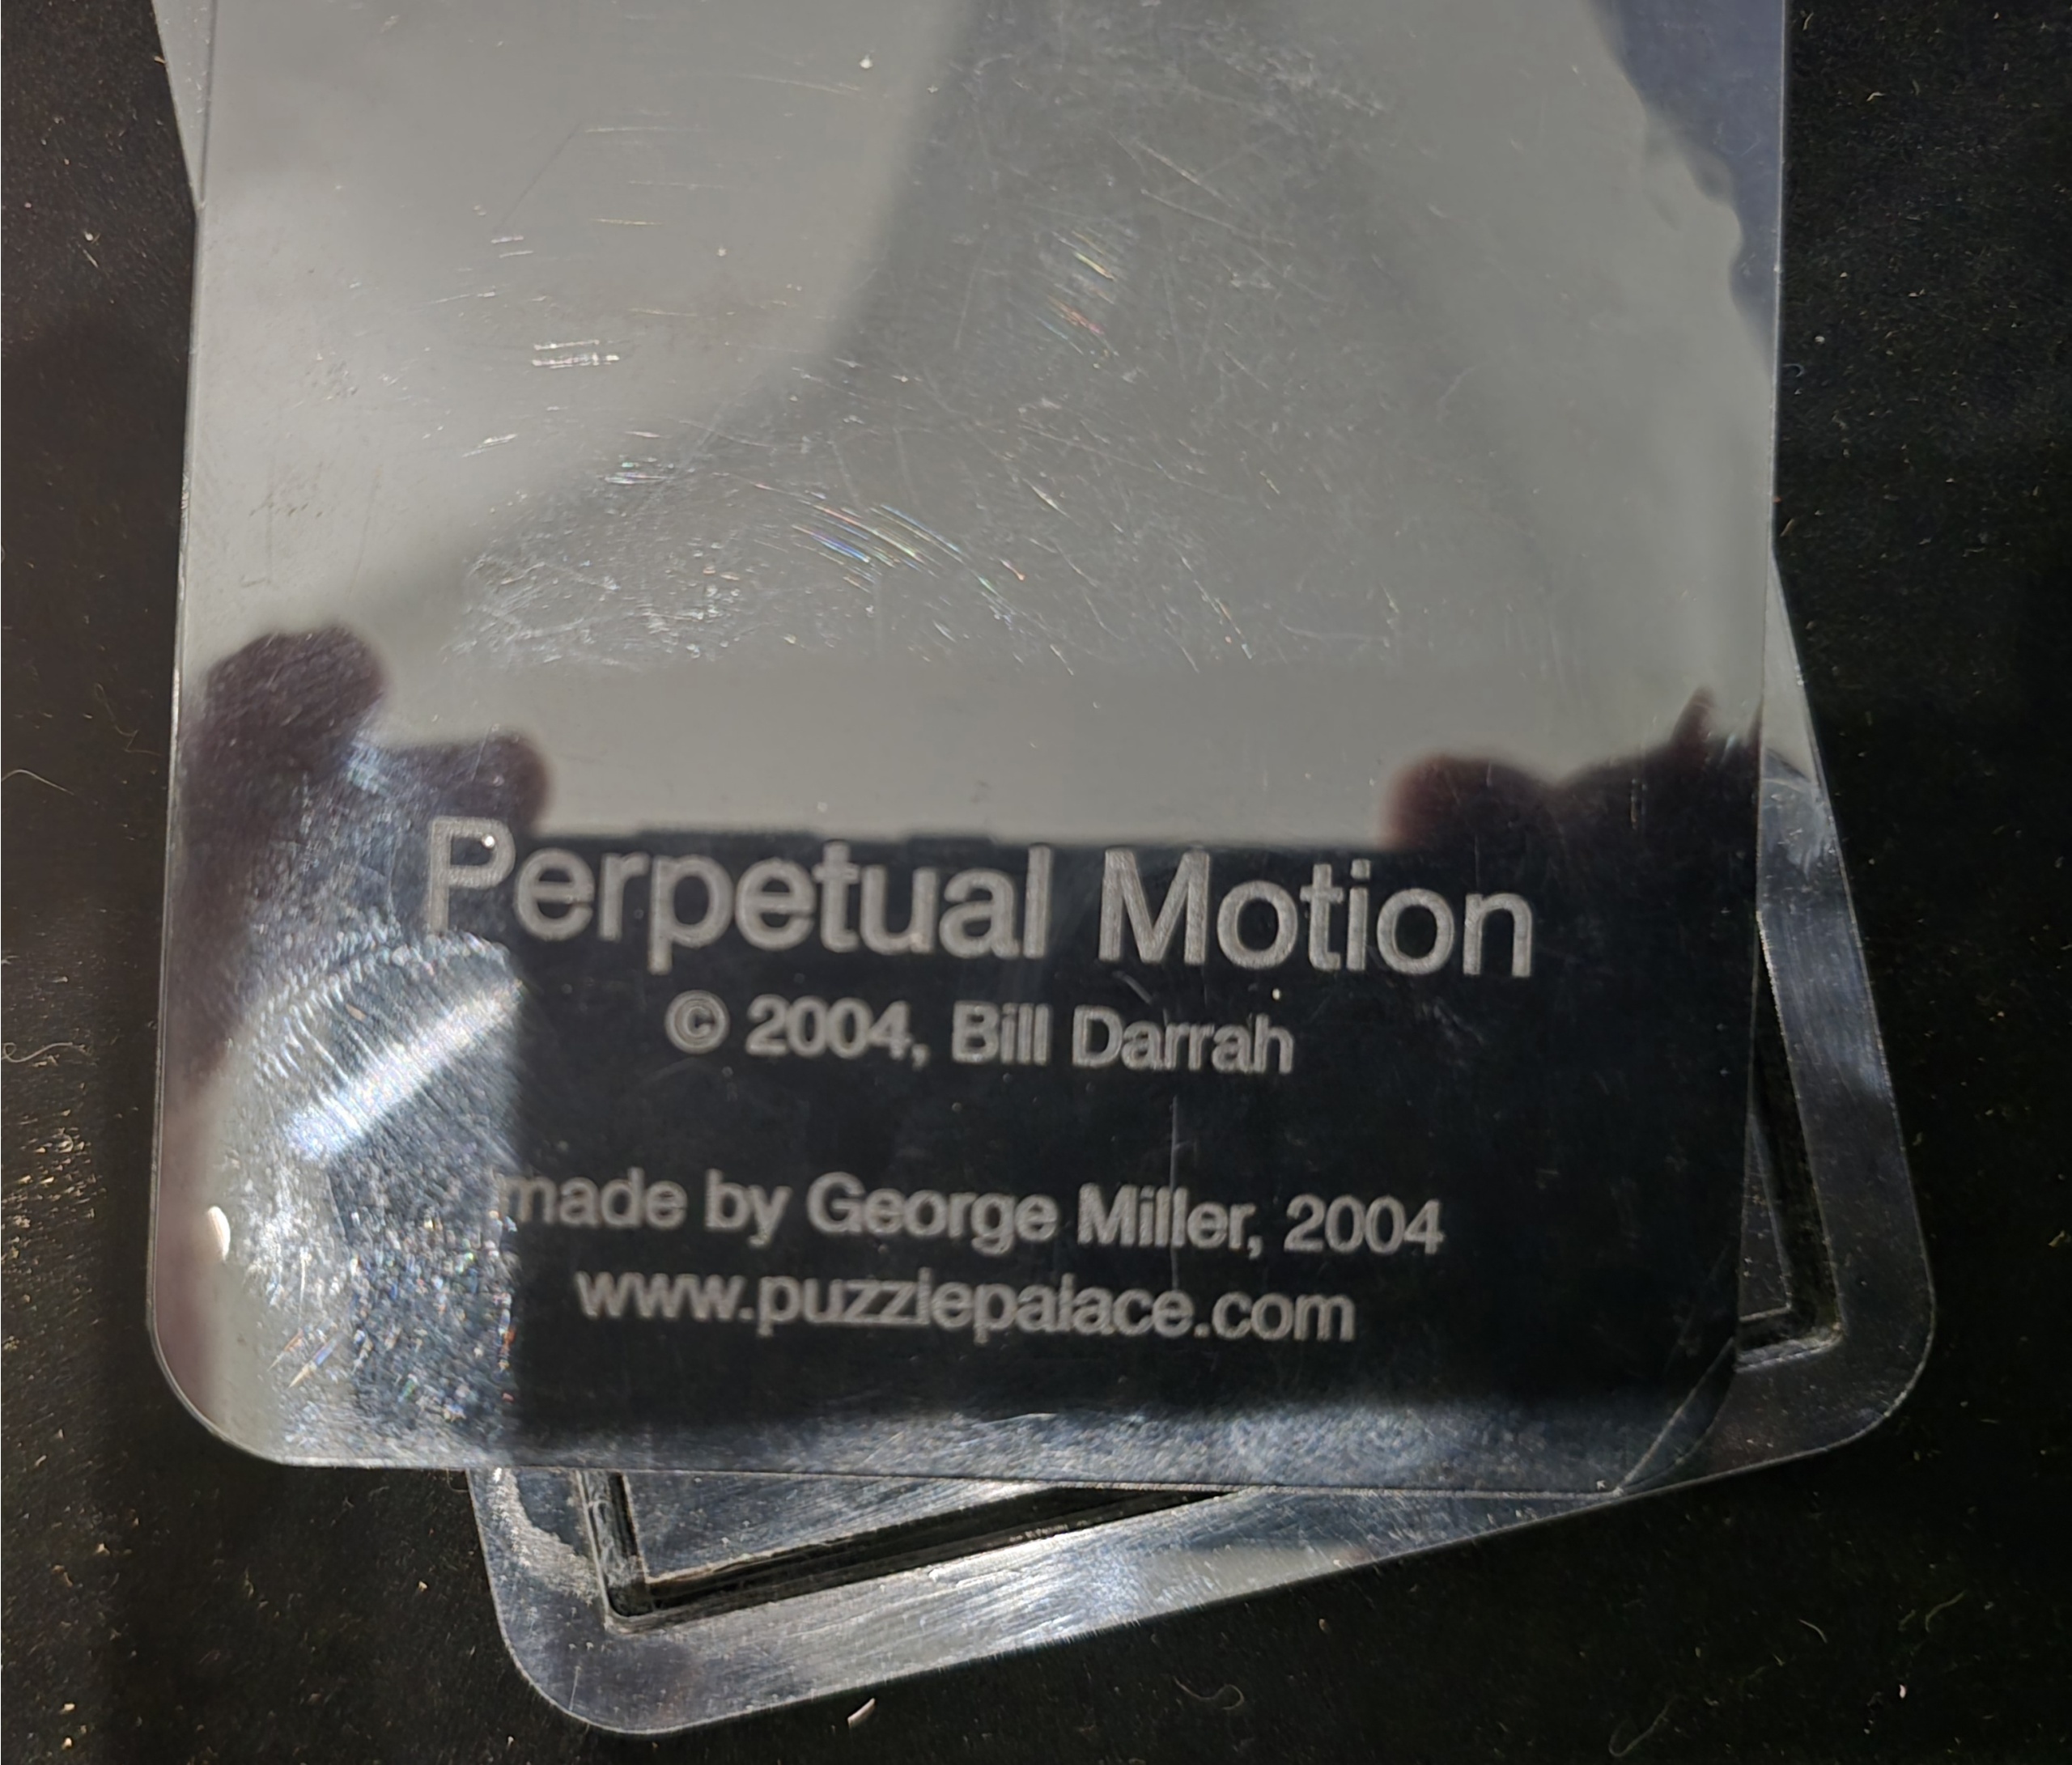 Perpetual Motion
© 2004, Bill Darrah
made by George Miller, 2004
www.puzzlepalace.com